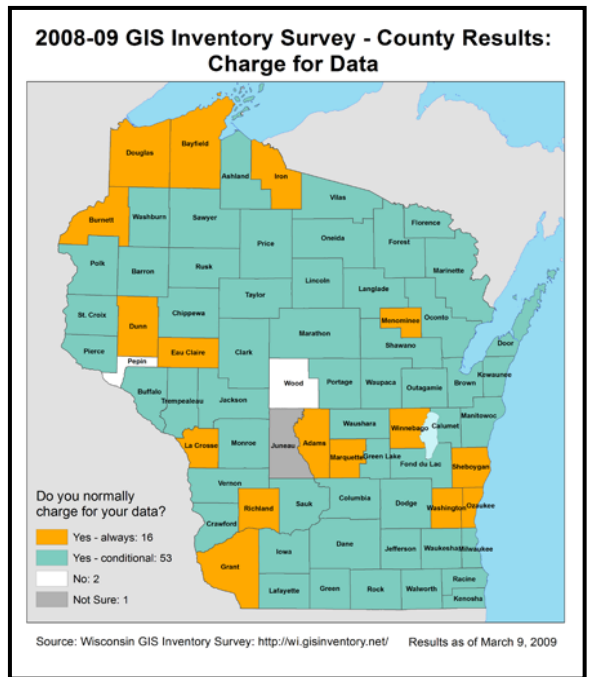 2008-09 GIS Inventory Survey - County Results:
Charge for Data
Douglas
Bayfield
Ashland
Iron
Vilas
Burnett
Washburn
Sawyer
Florence
Price
Oneida
Forest
Marinette
Polk
Barron
Rusk
Lincoln
Langlade
Taylor
St. Croix
Dunn
Chippewa
Menominee
Oconto
Marathon
Shawano
Door
Pierce
Eau Claire
Clark
Pepin
Kewaunee
Buffalo
Trempealeau
Jackson
Wood
Portage
Waupaca
Outagamie
Brown
La Crosse
Monroe
Juneau
Adams
Waushara
Winnebago
Calumet
Manitowoc
Marquette
Green Lake
Fond du Lac
Sheboygan
Vernon
Richland
Sauk
Columbia
Dodge
Washington
Ozaukee
Crawford
Grant
Iowa
Dane
Jefferson
Waukesha
Milwaukee
Lafayette
Green
Rock
Walworth
Racine
Kenosha
Do you normally
charge for your data?
Yes - always: 16
Yes - conditional: 53
No: 2
Not Sure: 1
Source: Wisconsin GIS Inventory Survey: http://wi.gisinventory.net/ Results as of March 9, 2009